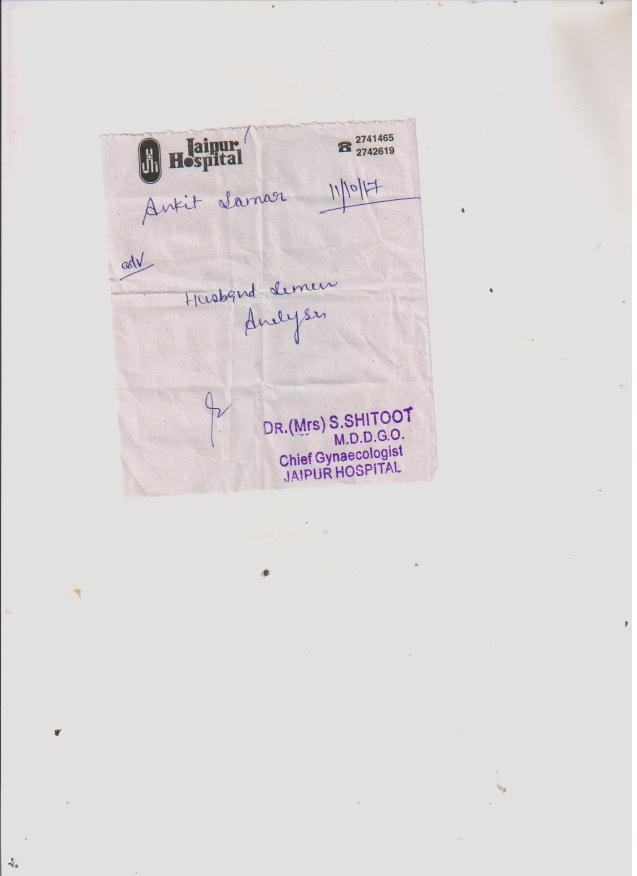 Jaipur
Hospital
2741465
2742619
Ankit
11/10/17
adv
Husband Semen
Analysis
DR.(Mrs) S.SHITOOT
M.D.D.G.O.
Chief Gynaecologist
JAIPUR HOSPITAL